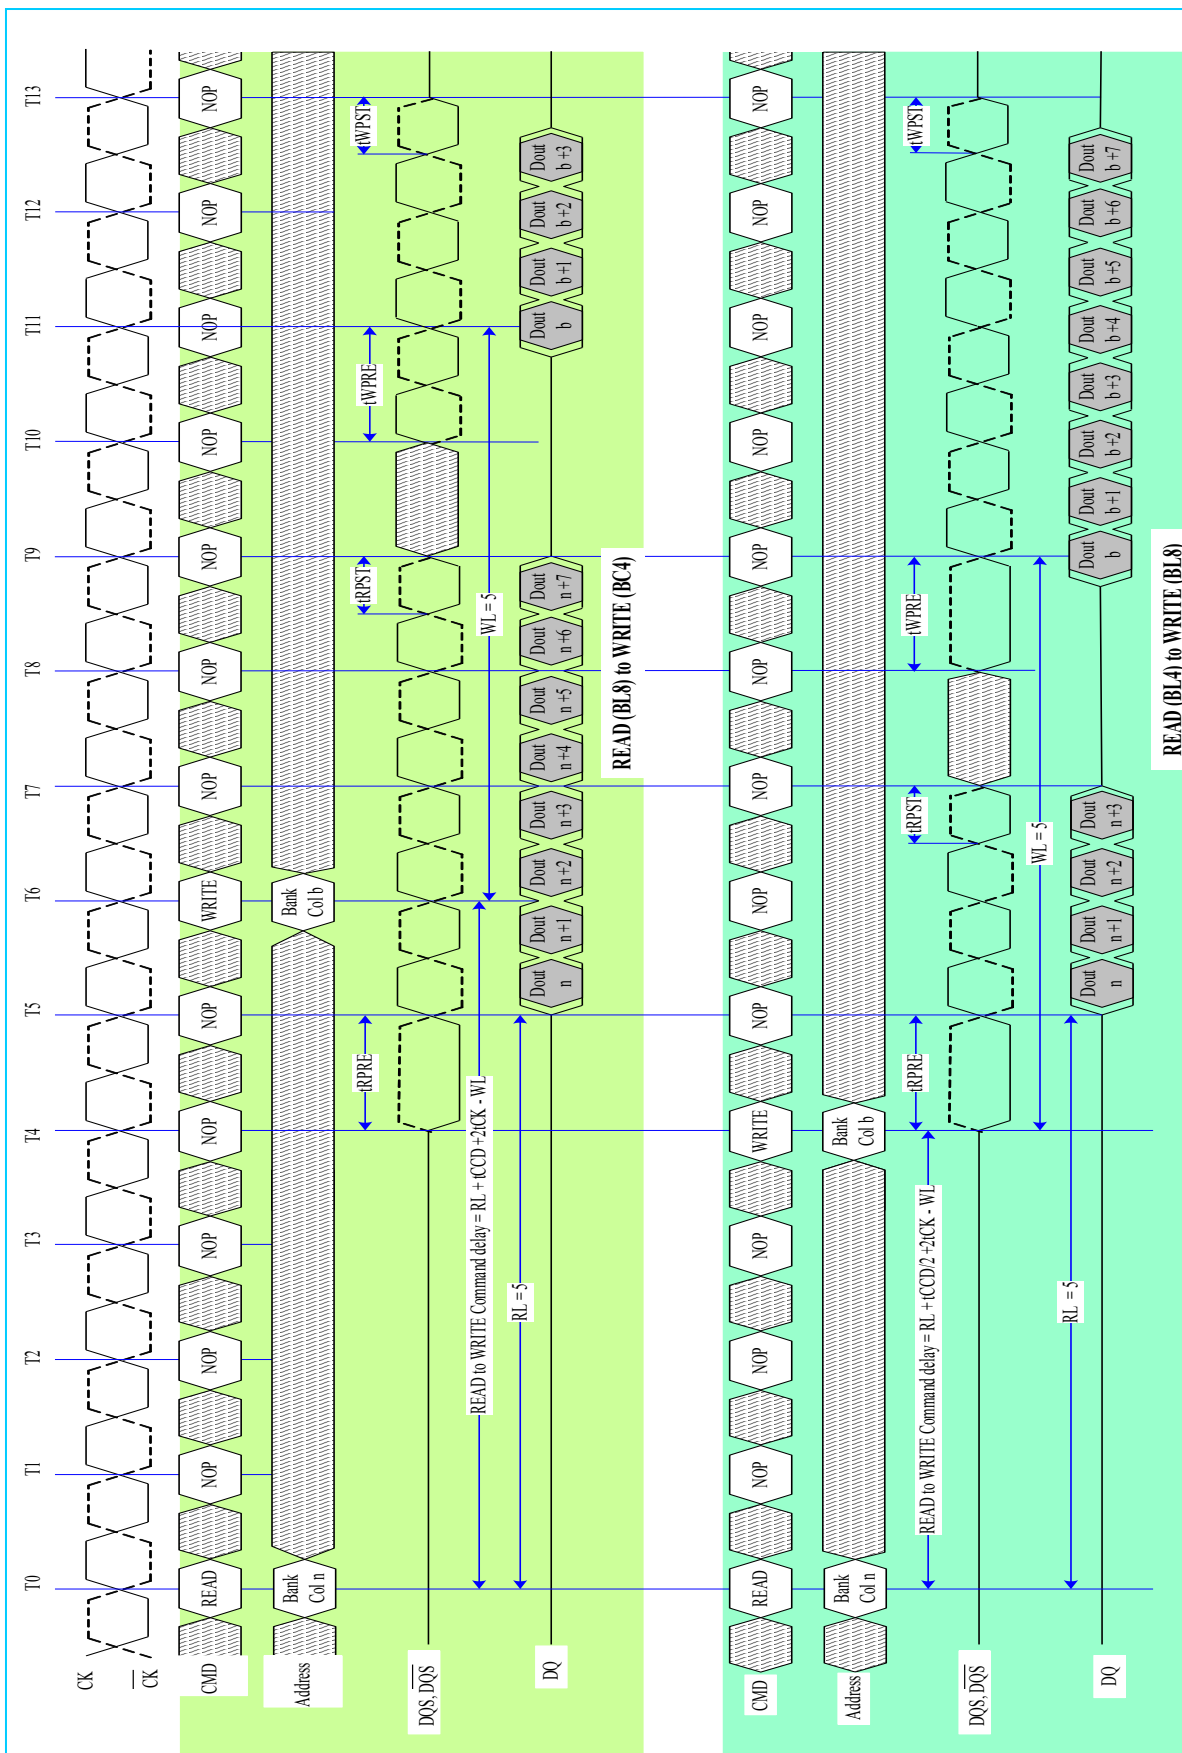 T0 T1 T2 T3 T4 T5 T6 T7 T8 T9 T10 T11 T12 T13
CK
CK
CMD
READ NOP NOP NOP NOP NOP WRITE NOP NOP NOP NOP NOP NOP NOP
Address
Bank
Col n
Bank
Col b
tRPRE tRPST tWPRE tWPST
DQS, DQS
READ to WRITE Command delay = RL + tCCD +2tCK - WL
WL = 5
RL = 5
DQ
Dout
n
Dout
n+1
Dout
n+2
Dout
n+3
Dout
n+4
Dout
n+5
Dout
n+6
Dout
n+7
Dout
b
Dout
b+1
Dout
b+2
Dout
b+3
READ (BL8) to WRITE (BC4)
CMD
READ NOP NOP NOP WRITE NOP NOP NOP NOP NOP NOP NOP NOP NOP
Address
Bank
Col n
Bank
Col b
tRPRE tRPST tWPRE tWPST
READ to WRITE Command delay = RL + tCCD/2 +2tCK - WL
DQS, DQS
WL = 5
RL = 5
DQ
Dout
n
Dout
n+1
Dout
n+2
Dout
n+3
Dout
b
Dout
b+1
Dout
b+2
Dout
b+3
Dout
b+4
Dout
b+5
Dout
b+6
Dout
b+7
READ (BL4) to WRITE (BL8)